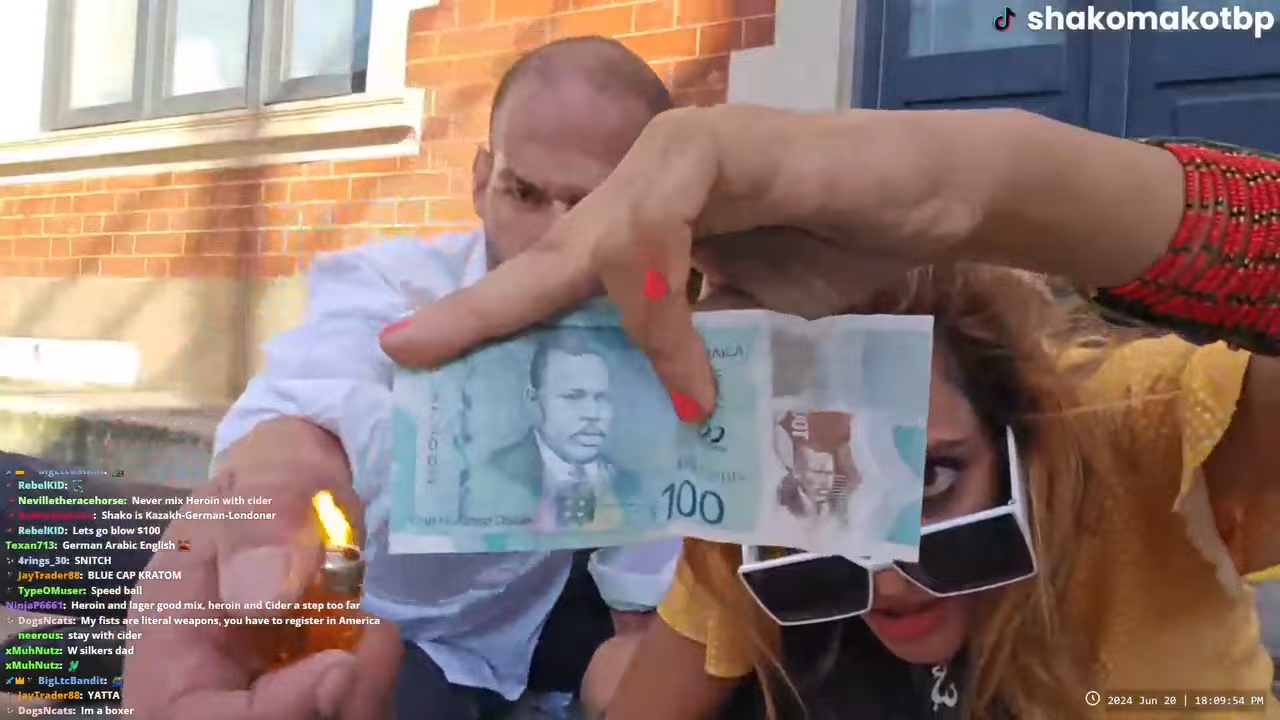 shakomakotbp
100
RebelKID:
Nevilletheracehorse: Never mix Heroin with cider
Shako is Kazakh-German-Londoner
RebelKID: Lets go blow $100
Texan713: German Arabic English
4rings_30: SNITCH
JayTrader88: BLUE CAP KRATOM
TypeOMuser: Speed ball
NinjaP6661: Heroin and lager good mix, heroin and Cider a step too far
DogsNcats: My fists are literal weapons, you have to register in America
neerous: stay with cider
xMuhNutz: W silkers dad
xMuhNutz:
BigLtcBandit:
JayTrader88: YATTA
DogsNcats: Im a boxer
2024 Jun 20 | 18:09:54 PM